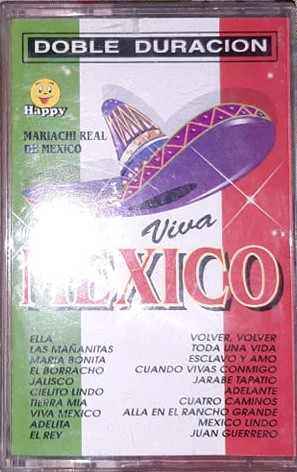 DOBLE DURACION
Happy
MARIACHI REAL
DE MEXICO
Viva
MEXICO
ELLA
LAS MAÑANITAS
MARIA BONITA
EL BORRACHO
JALISCO
CIELITO LINDO
TIERRA MIA
VIVA MEXICO
ADELITA
EL REY
VOLVER, VOLVER
TODA UNA VIDA
ESCLAVO Y AMO
CUANDO VIVAS CONMIGO
JARABE TAPATIO
ADELANTE
CUATRO CAMINOS
ALLA EN EL RANCHO GRANDE
MEXICO LINDO
JUAN GUERRERO